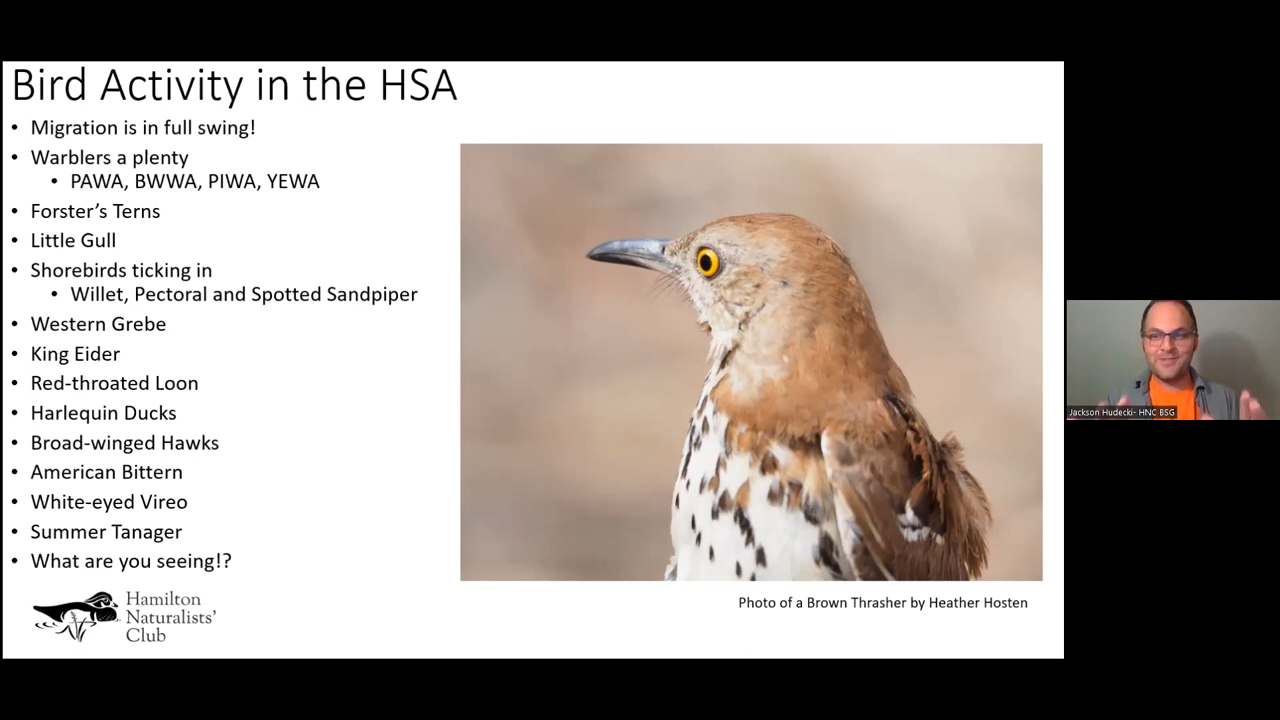 Bird Activity in the HSA
• Migration is in full swing!
• Warblers a plenty
• PAWA, BWWA, PIWA, YEWA
• Forster's Terns
• Little Gull
• Shorebirds ticking in
• Willet, Pectoral and Spotted Sandpiper
• Western Grebe
• King Eider
• Red-throated Loon
• Harlequin Ducks
• Broad-winged Hawks
• American Bittern
• White-eyed Vireo
• Summer Tanager
• What are you seeing!?
Hamilton
Naturalists'
Club
Photo of a Brown Thrasher by Heather Hosten
Jackson Hudecki- HNC BSG